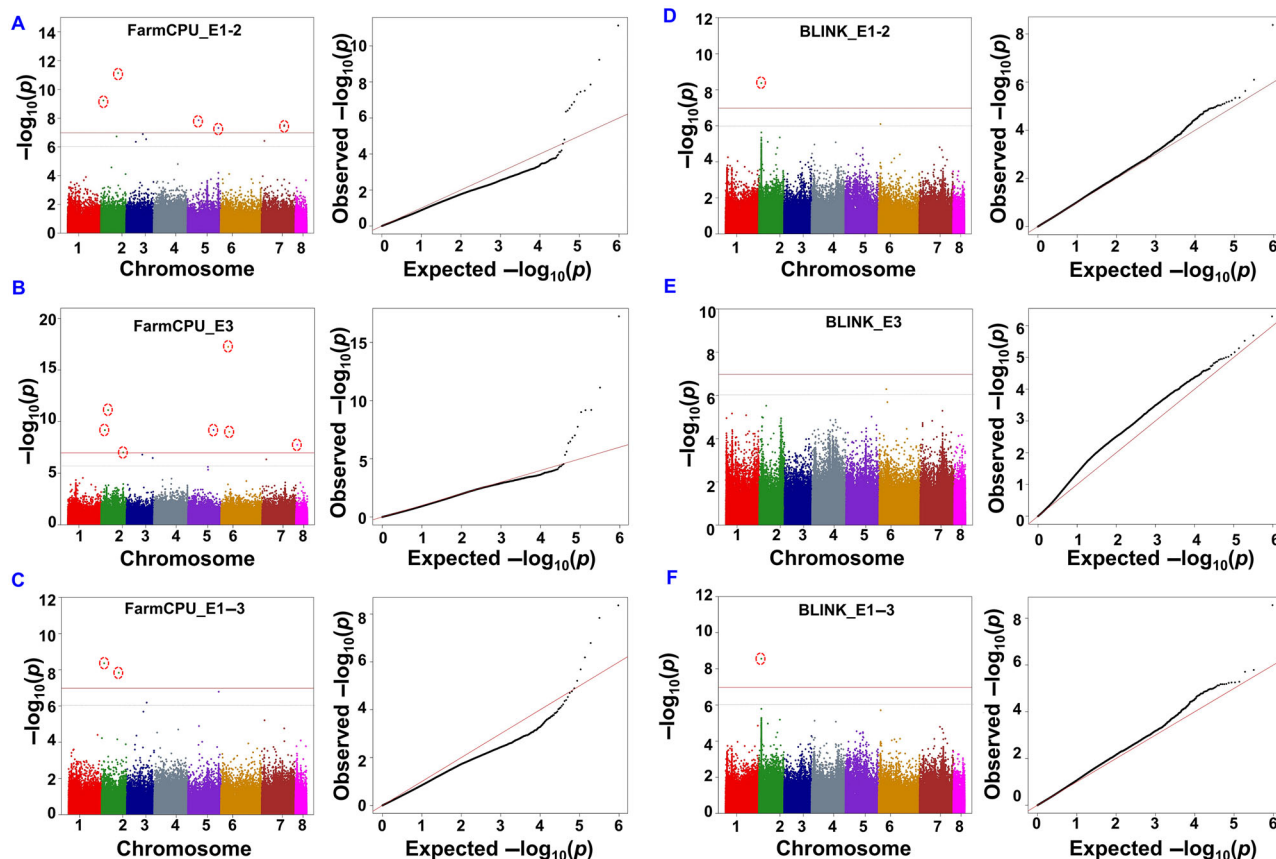 A
FarmCPU_E1-2
14
12
10
8
6
4
2
0
−log10(p)
1 2 3 4 5 6 7 8
Chromosome
10
8
6
4
2
0
Observed −log10(p)
0 1 2 3 4 5 6
Expected −log10(p)
D
BLINK_E1-2
12
10
8
6
4
2
0
−log10(p)
1 2 3 4 5 6 7 8
Chromosome
8
6
4
2
0
Observed −log10(p)
0 1 2 3 4 5 6
Expected −log10(p)
B
FarmCPU_E3
20
15
10
5
0
−log10(p)
1 2 3 4 5 6 7 8
Chromosome
15
10
5
0
Observed −log10(p)
0 1 2 3 4 5 6
Expected −log10(p)
E
BLINK_E3
10
8
6
4
2
0
−log10(p)
1 2 3 4 5 6 7 8
Chromosome
6
5
4
3
2
1
0
Observed −log10(p)
0 1 2 3 4 5 6
Expected −log10(p)
C
FarmCPU_E1–3
12
10
8
6
4
2
0
−log10(p)
1 2 3 4 5 6 7 8
Chromosome
8
6
4
2
0
Observed −log10(p)
0 1 2 3 4 5 6
Expected −log10(p)
F
BLINK_E1–3
12
10
8
6
4
2
0
−log10(p)
1 2 3 4 5 6 7 8
Chromosome
8
6
4
2
0
Observed −log10(p)
0 1 2 3 4 5 6
Expected −log10(p)